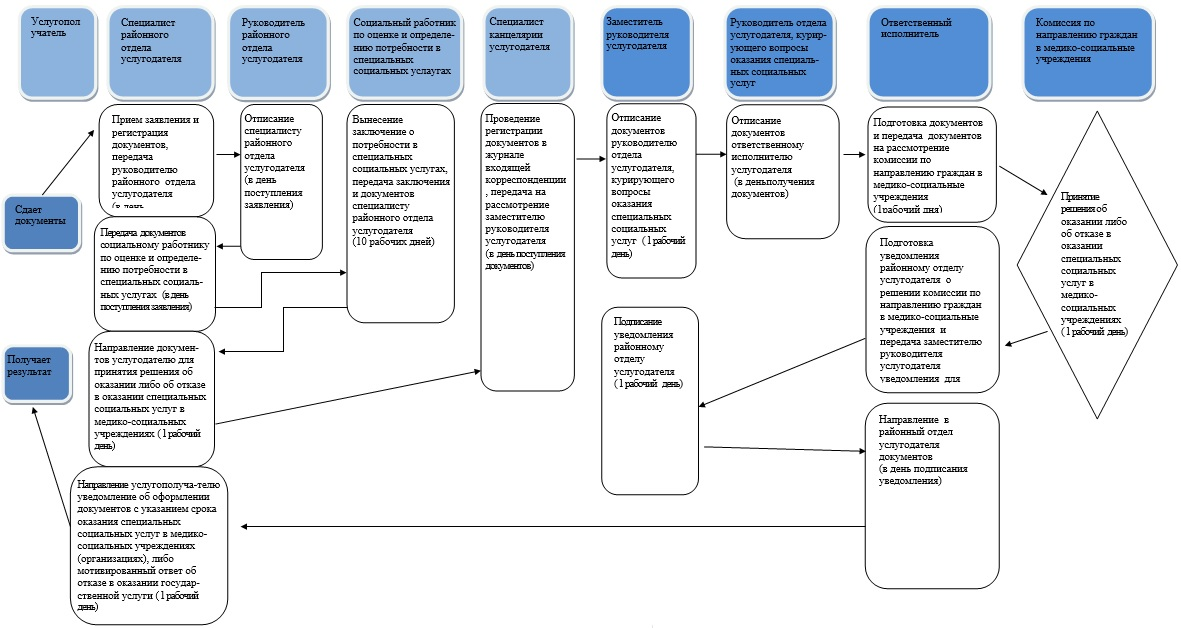 Услугопол
учатель
Специалист
районного
отдела
услугодателя
Руководитель
районного
отдела
услугодателя
Социальный работник
по оценке и определе-
нию потребности в
специальных
социальных услаугах
Специалист
канцелярии
услугодателя
Заместитель
руководителя
услугодателя
Руководитель отдела
услугодателя, курир-
ующего вопросы
оказания специаль-
ных социальных
услуг
Ответственный
исполнитель
Комиссия по
направлению граждан
в медико-социальные
учреждения
Сдает
документы
Прием заявления и
регистрация
документов,
передача
руководителю
районного отдела
услугодателя
(в день
Отписание
специалисту
районного
отдела
услугодателя
(в день
поступления
заявления)
Передача документов
социальному работнику
по оценке и определе-
нию потребности в
специальных социаль-
ных услугах (в день
поступления заявления)
Вынесение
заключение о
потребности в
специальных
социальных услугах,
передача заключения
и документов
специалисту
районного отдела
услугодателя
(10 рабочих дней)
Направление докумен-
тов услугодателю для
принятия решения об
оказании либо об отказе
в оказании специальных
социальных услуг в
медико-социальных
учреждениях (1 рабочий
день)
Проведение
регистрации
документов в
журнале
входящей
корреспонденции
, передача на
рассмотрение
заместителю
руководителя
услугодателя
(в день поступления
документов)
Отписание
документов
руководителю
отдела
услугодателя,
курирующего
вопросы
оказания
специальных
социальных
услуг (1 рабочий
день)
Отписание
документов
ответственному
исполнителю
услугодателя
(в деньполучения
документов)
Подготовка документов
и передача документов
на рассмотрение
комиссии по
направлению граждан в
медико-социальные
учреждения
(1рабочий дня)
Принятие
решения об
оказании либо
об отказе в
оказании
специальных
социальных
услуг в
медико-
социальных
учреждениях
(1 рабочий день)
Подготовка
уведомления
районному отделу
услугодателя о
решении комиссии по
направлению граждан
в медико-социальные
учреждения и
передача заместителю
руководителя
услугодателя
уведомления для
Подписание
уведомления
районному
отделу
услугодателя
(1 рабочий день)
Направление в
районный отдел
услугодателя
документов
(в день подписания
уведомления)
Направление услугополуча-телю
уведомление об оформлении
документов с указанием срока
оказания специальных
социальных услуг в медико-
социальных учреждениях
(организациях), либо
мотивированный ответ об
отказе в оказании государ-
ственной услуги (1 рабочий
день)
Получает
результат